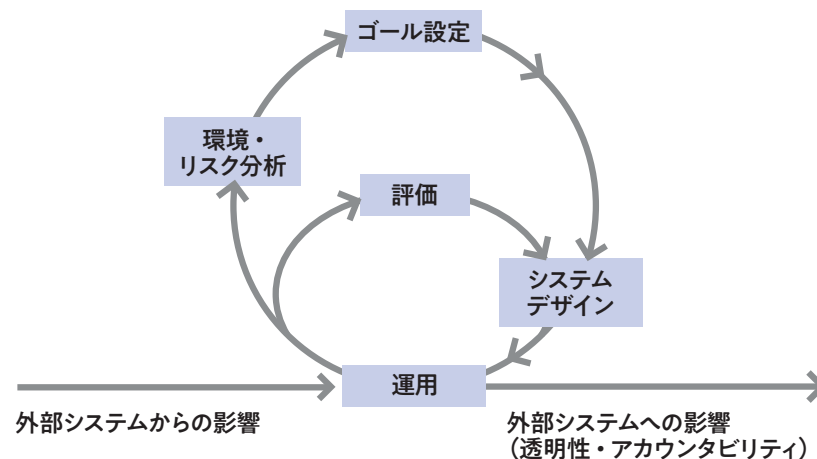 ゴール設定
環境・
リスク分析
評価
システム
デザイン
運用
外部システムからの影響
外部システムへの影響
（透明性・アカウンタビリティ）